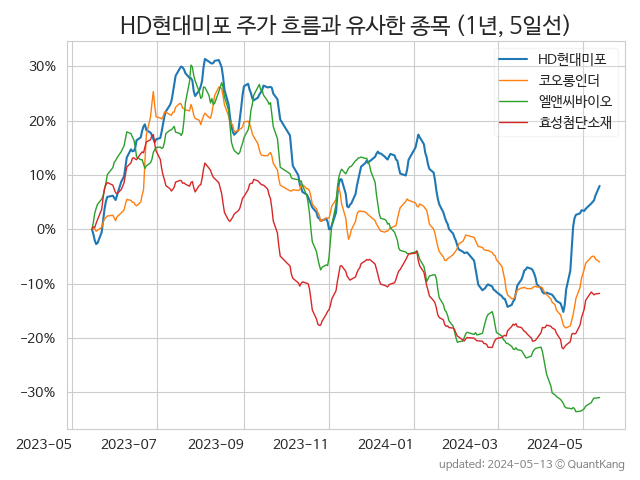 HD현대미포 주가 흐름과 유사한 종목 (1년, 5일선)
HD현대미포
코오롱인더
엘앤씨바이오
효성첨단소재
30%
20%
10%
0%
−10%
−20%
−30%
2023-05 2023-07 2023-09 2023-11 2024-01 2024-03 2024-05
updated: 2024-05-13 ⓒ QuantKang